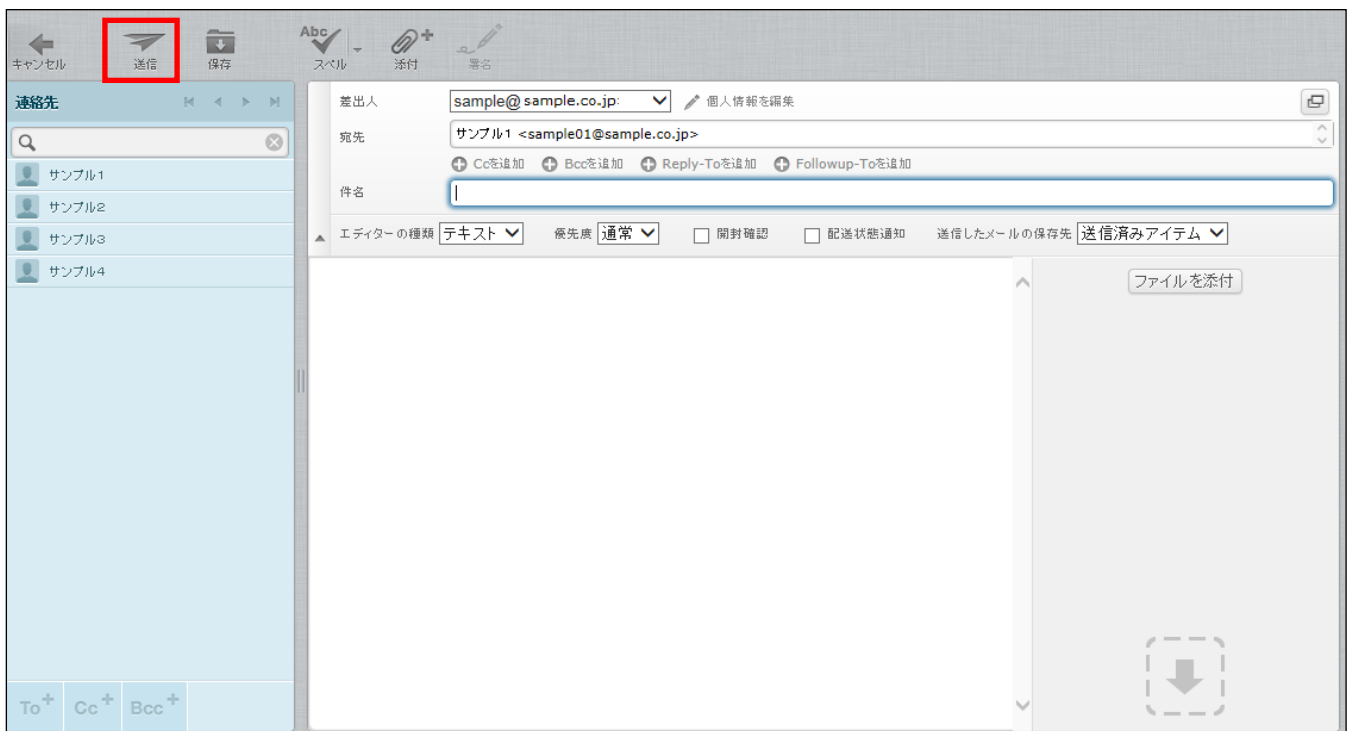 キャンセル 送信 保存 Abc スペル 添付 署名
連絡先
サンプル1
サンプル2
サンプル3
サンプル4
To+ Cc+ Bcc+
差出人 sample@sample.co.jp: 個人情報を編集
宛先 サンプル1 <sample01@sample.co.jp>
Ccを追加 Bccを追加 Reply-Toを追加 Followup-Toを追加
件名
エディターの種類 テキスト 優先度 通常 開封確認 配送状態通知 送信したメールの保存先 送信済みアイテム
ファイルを添付